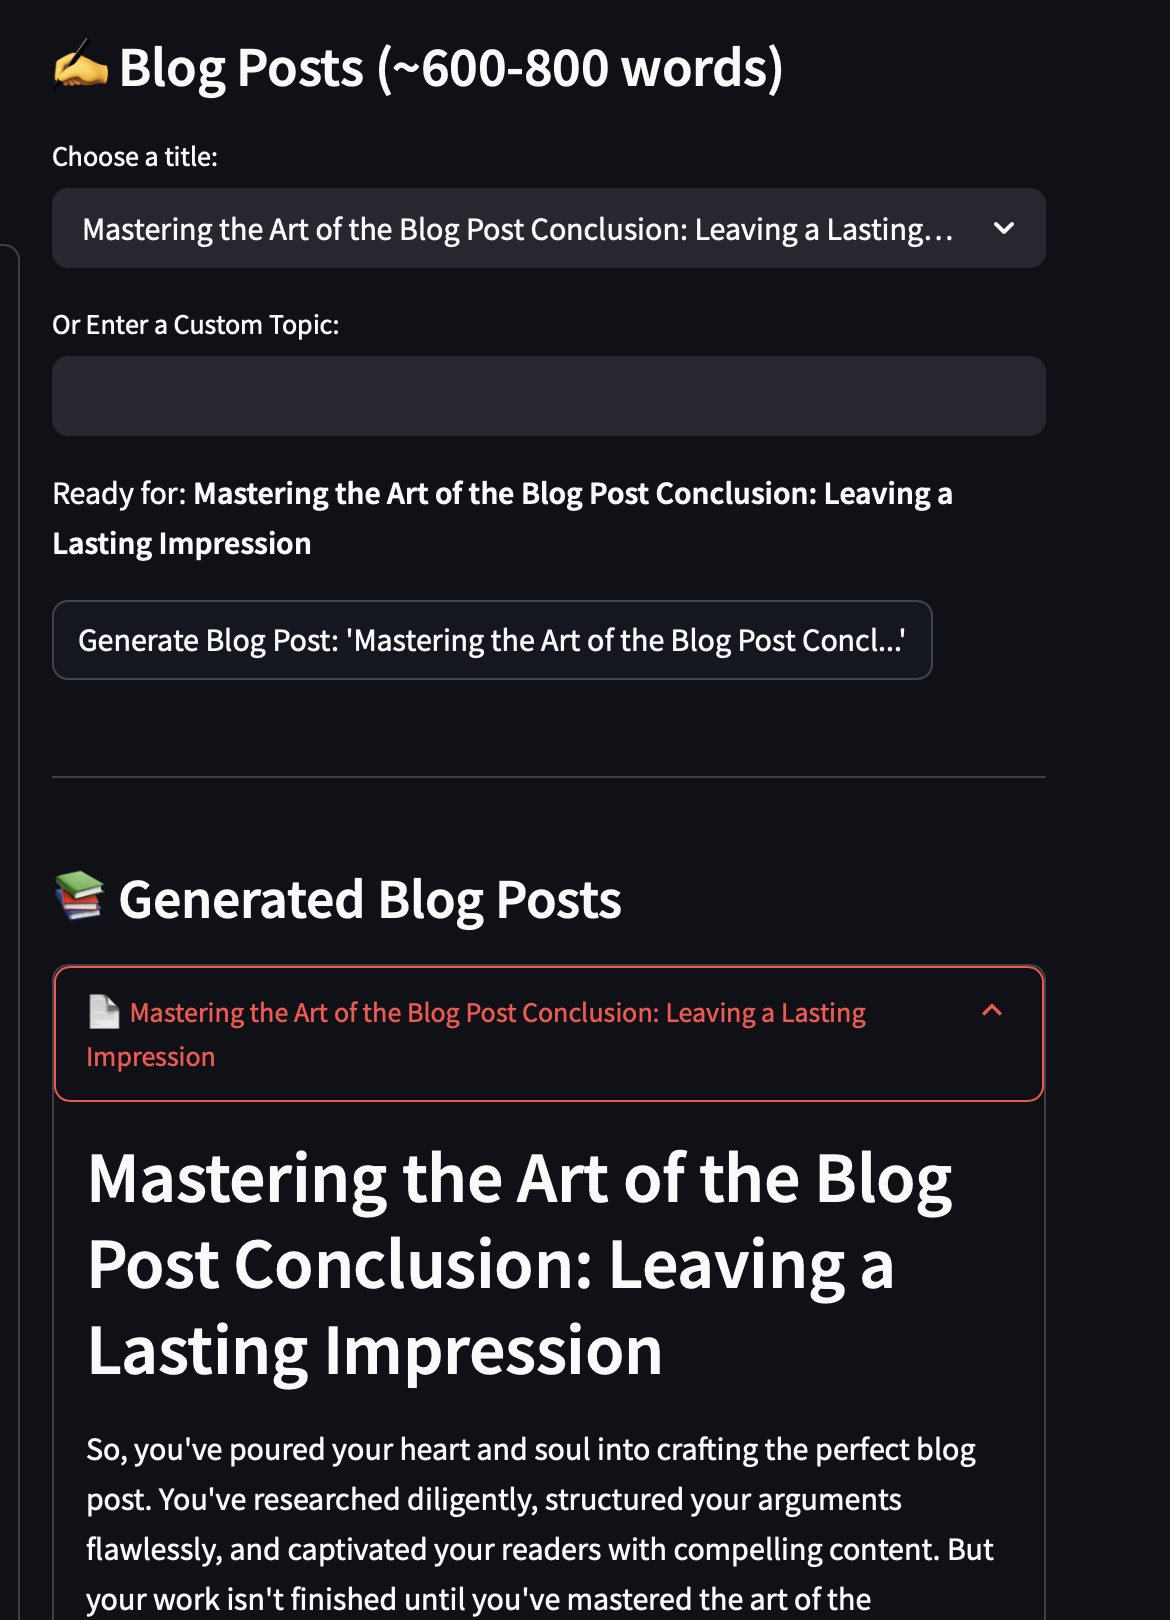 ✍️ Blog Posts (~600-800 words)
Choose a title:
Mastering the Art of the Blog Post Conclusion: Leaving a Lasting...
Or Enter a Custom Topic:
Ready for: Mastering the Art of the Blog Post Conclusion: Leaving a
Lasting Impression
Generate Blog Post: 'Mastering the Art of the Blog Post Concl...'
📚 Generated Blog Posts
📄 Mastering the Art of the Blog Post Conclusion: Leaving a Lasting
Impression
Mastering the Art of the Blog
Post Conclusion: Leaving a
Lasting Impression
So, you've poured your heart and soul into crafting the perfect blog
post. You've researched diligently, structured your arguments
flawlessly, and captivated your readers with compelling content. But
your work isn't finished until you've mastered the art of the